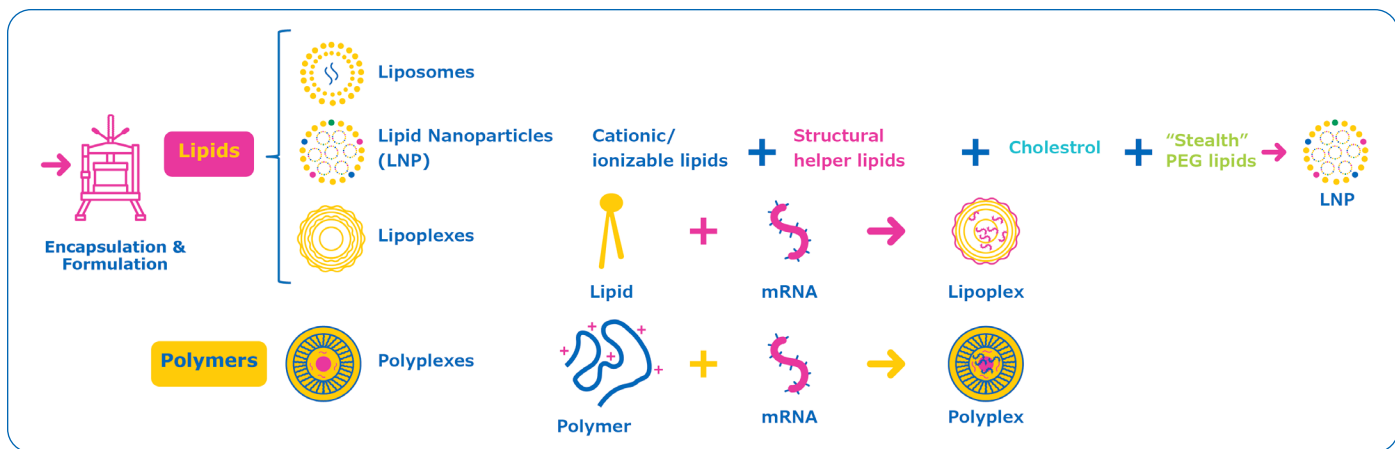 Liposomes
Lipids
Lipid Nanoparticles
(LNP)
Cationic/
ionizable lipids
Structural
helper lipids
Cholestrol
“Stealth”
PEG lipids
LNP
Encapsulation &
Formulation
Lipoplexes
Lipid
mRNA
Lipoplex
Polymers
Polyplexes
Polymer
mRNA
Polyplex